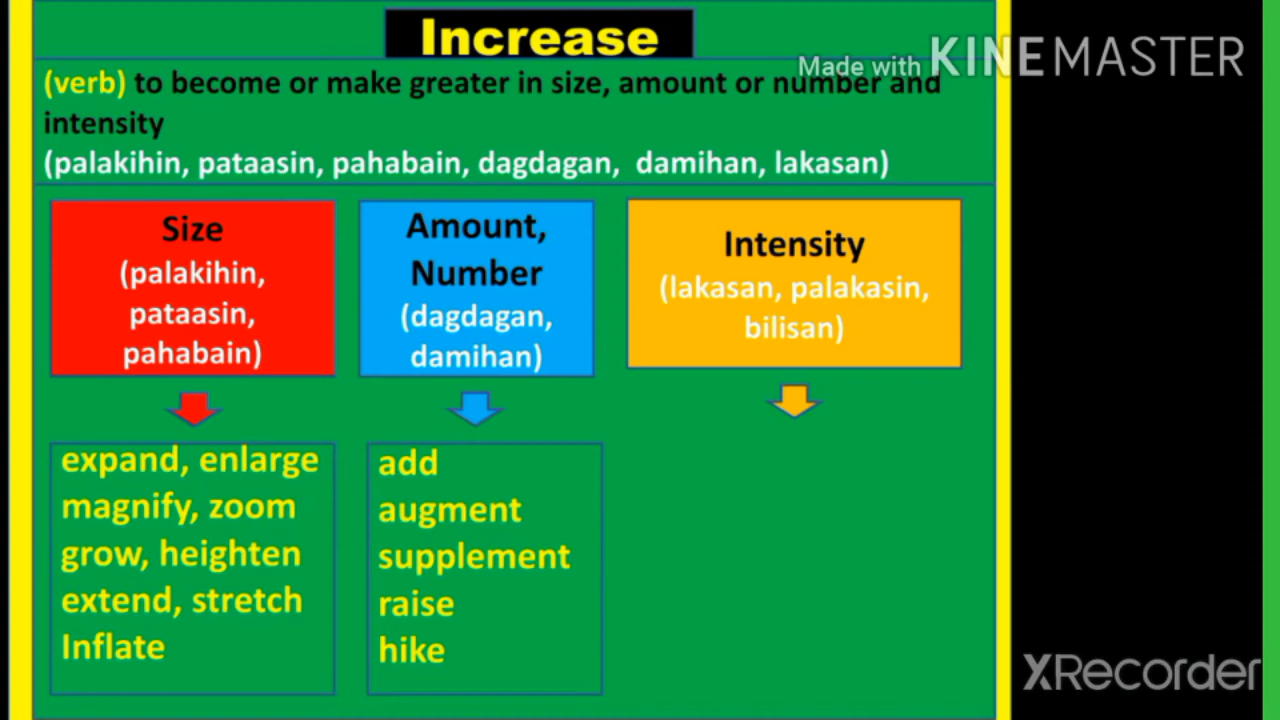 Increase
Made with KINEMASTER
(verb) to become or make greater in size, amount or number and
intensity
(palakihin, pataasin, pahabain, dagdagan, damihan, lakasan)
Size
(palakihin,
pataasin,
pahabain)
Amount,
Number
(dagdagan,
damihan)
Intensity
(lakasan, palakasin,
bilisan)
expand, enlarge
magnify, zoom
grow, heighten
extend, stretch
Inflate
add
augment
supplement
raise
hike
XRecorder